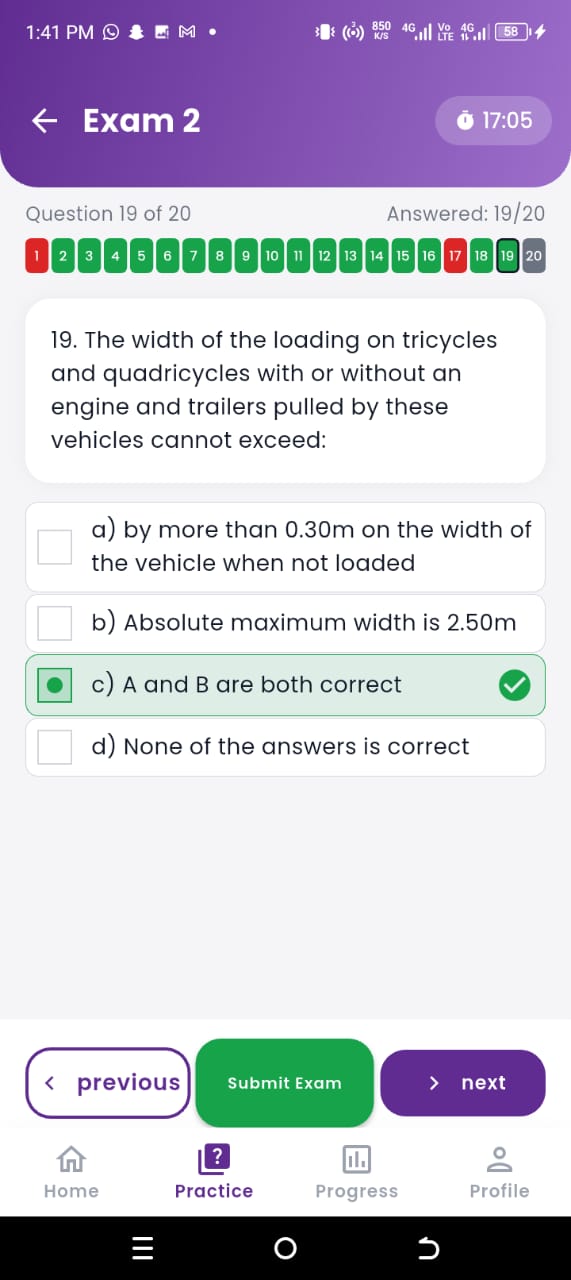 1:41 PM
850 K/S 4G Vo LTE 4G 58
Exam 2
17:05
Question 19 of 20
Answered: 19/20
1 2 3 4 5 6 7 8 9 10 11 12 13 14 15 16 17 18 19 20
19. The width of the loading on tricycles
and quadricycles with or without an
engine and trailers pulled by these
vehicles cannot exceed:
a) by more than 0.30m on the width of
the vehicle when not loaded
b) Absolute maximum width is 2.50m
c) A and B are both correct
d) None of the answers is correct
previous
Submit Exam
next
Home
Practice
Progress
Profile